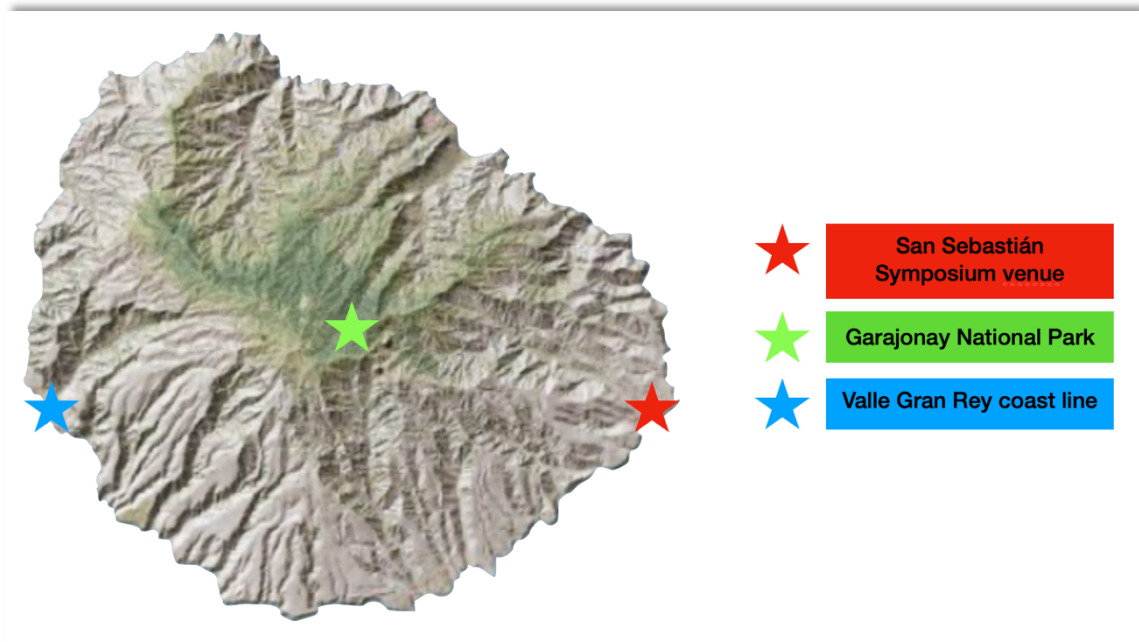 San Sebastián
Symposium venue
Garajonay National Park
Valle Gran Rey coast line